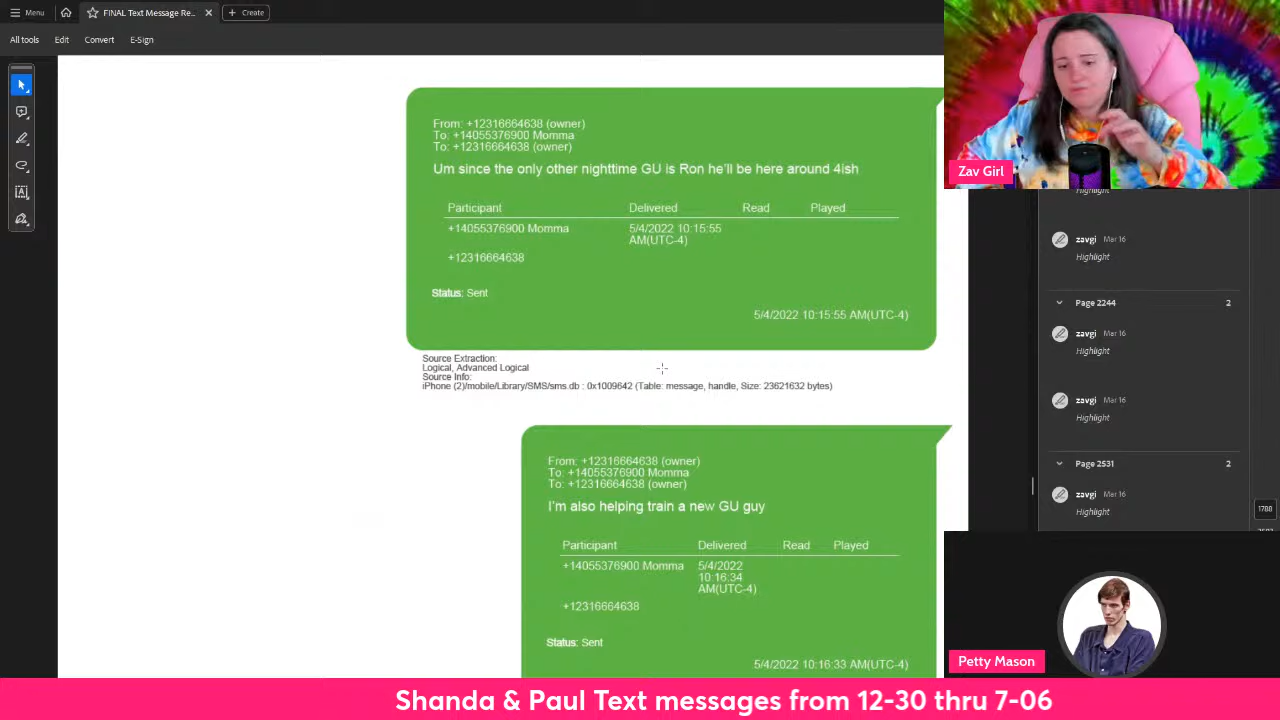 Menu
FINAL Text Message Re...
Create
All tools
Edit
Convert
E-Sign
From: +12316664638 (owner)
To: +14055376900 Momma
To: +12316664638 (owner)
Um since the only other nighttime GU is Ron he'll be here around 4ish
Participant Delivered Read Played
+14055376900 Momma 5/4/2022 10:15:55
AM(UTC-4)
+12316664638
Status: Sent
5/4/2022 10:15:55 AM(UTC-4)
Source Extraction:
Logical, Advanced Logical
Source Info:
iPhone (2)/mobile/Library/SMS/sms.db : 0x1009642 (Table: message, handle, Size: 23621632 bytes)
From: +12316664638 (owner)
To: +14055376900 Momma
To: +12316664638 (owner)
I'm also helping train a new GU guy
Participant Delivered Read Played
+14055376900 Momma 5/4/2022
10:16:34
AM(UTC-4)
+12316664638
Status: Sent
5/4/2022 10:16:33 AM(UTC-4)
Zav Girl
Highlight
zavgi Mar 16
Highlight
Page 2244 2
zavgi Mar 16
Highlight
zavgi Mar 16
Highlight
Page 2531 2
zavgi Mar 16
Highlight
1788
Petty Mason
Shanda & Paul Text messages from 12-30 thru 7-06